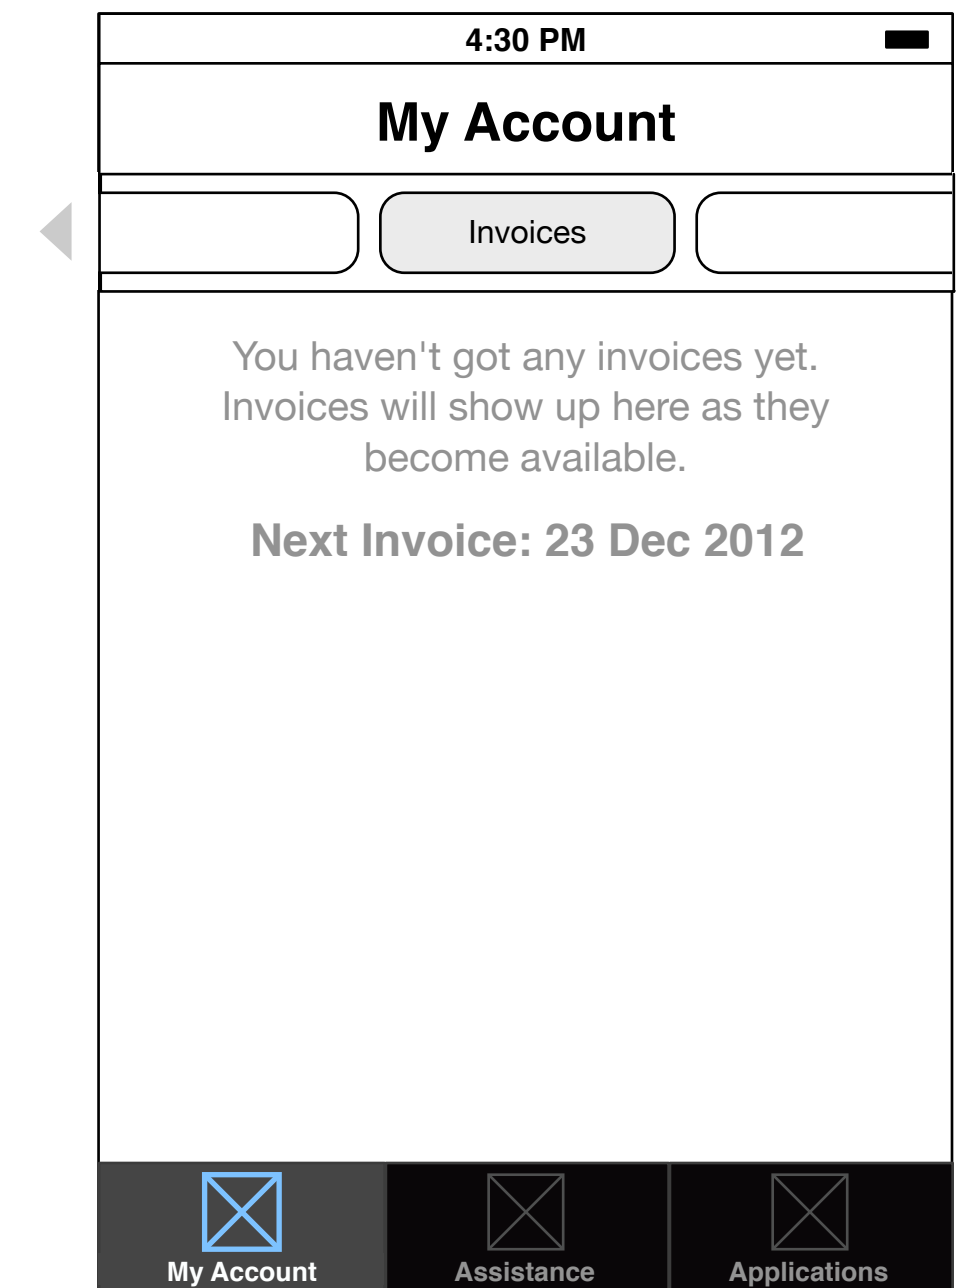 4:30 PM
My Account
Invoices
You haven't got any invoices yet.
Invoices will show up here as they
become available.
Next Invoice: 23 Dec 2012
My Account
Assistance
Applications